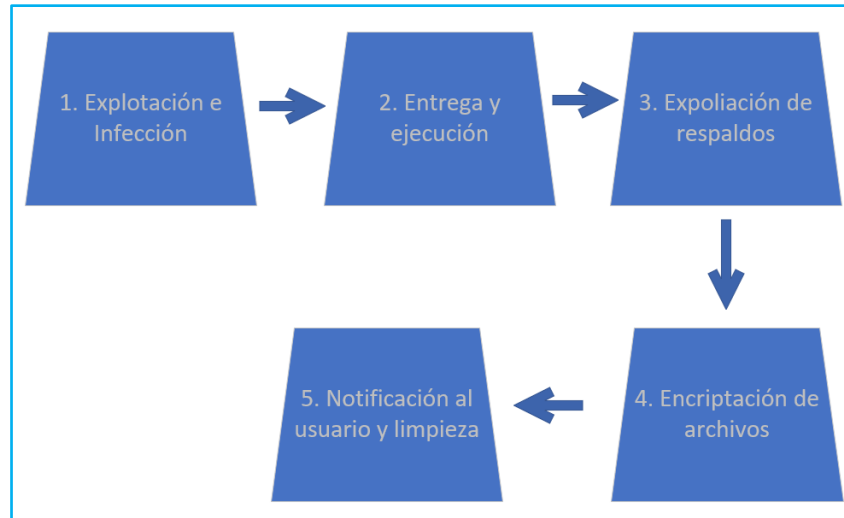 1. Explotación e
Infección
2. Entrega y
ejecución
3. Expoliación de
respaldos
4. Encriptación de
archivos
5. Notificación al
usuario y limpieza